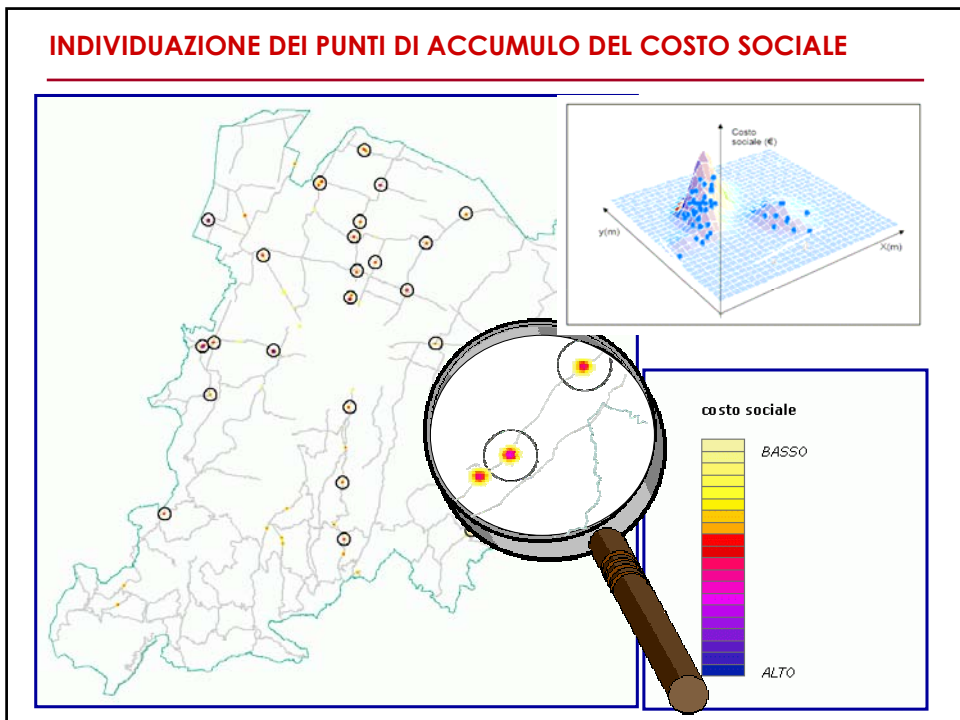 INDIVIDUAZIONE DEI PUNTI DI ACCUMULO DEL COSTO SOCIALE
Costo
sociale (€)
y(m)
X(m)
costo sociale
BASSO
ALTO